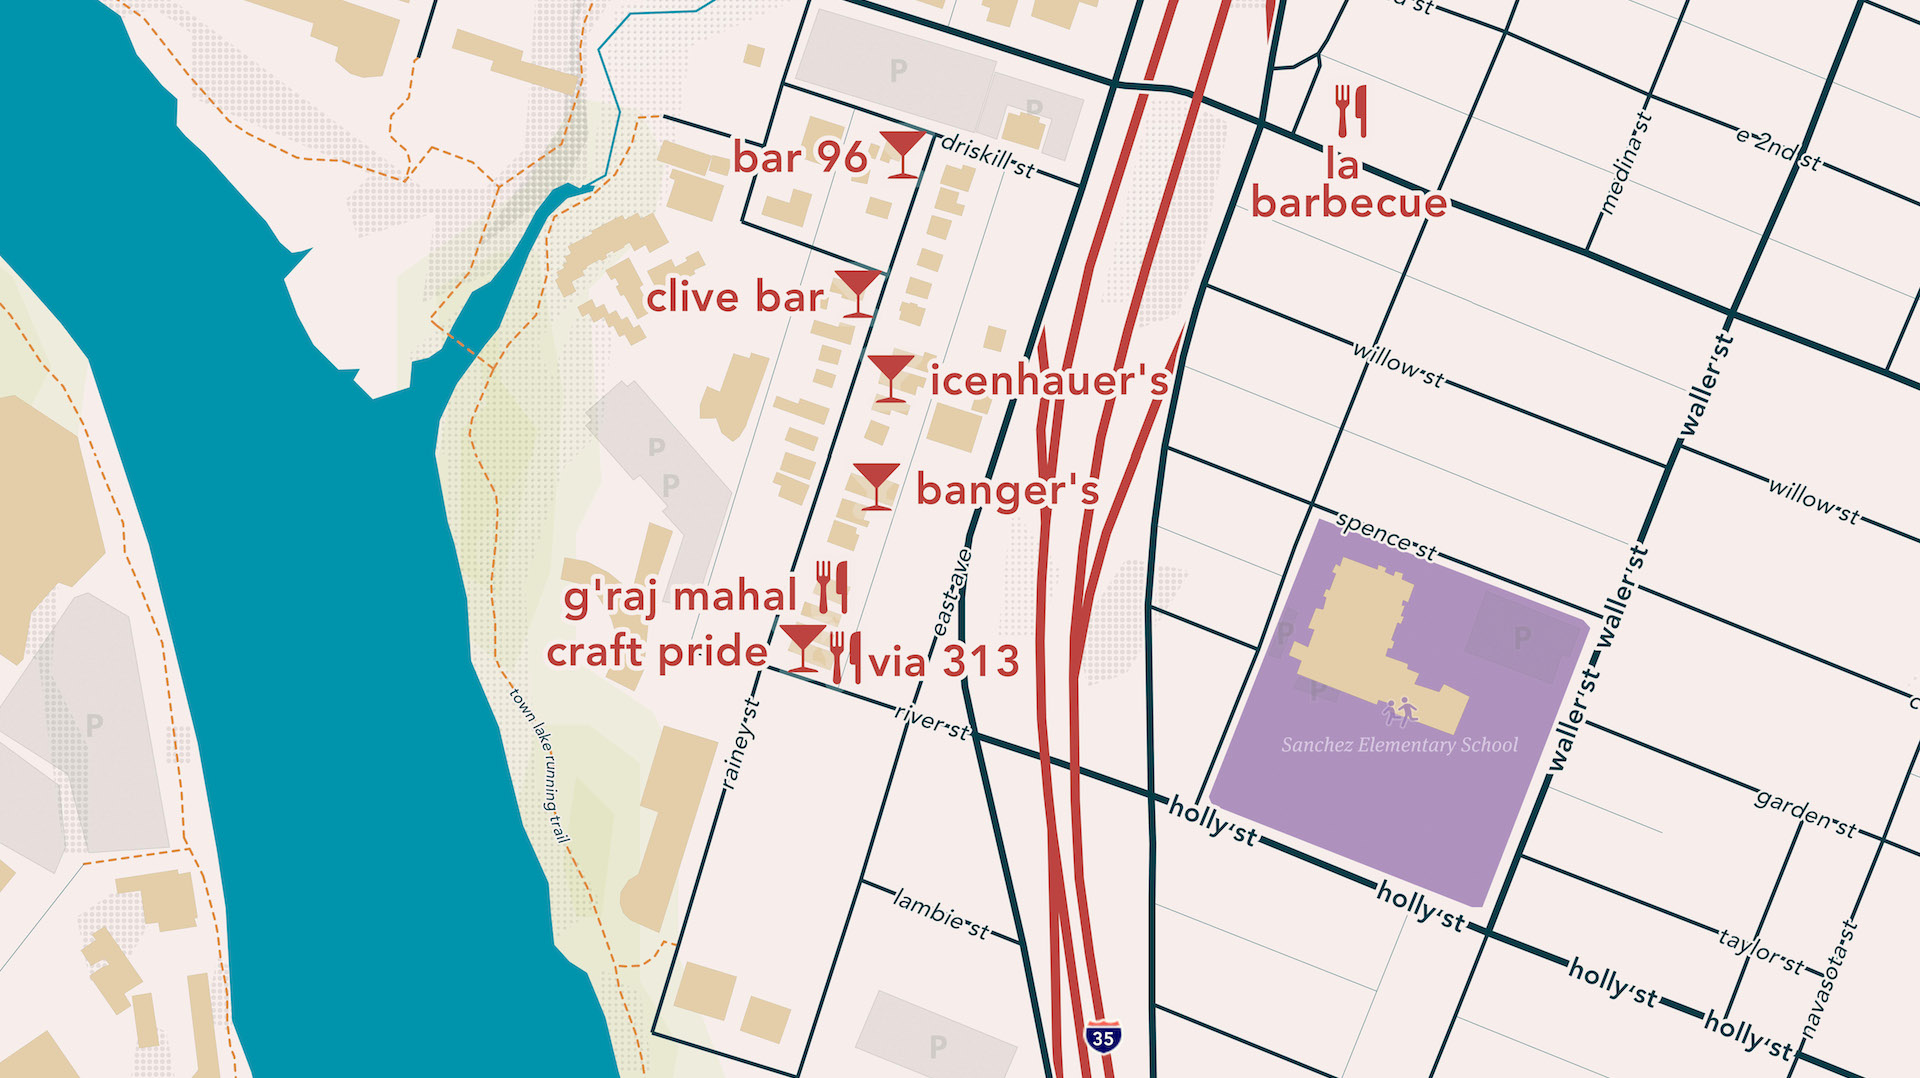 d st
P
P
e 2nd st
medina st
bar 96
driskill st
la
barbecue
clive bar
willow st
waller st
icenhauer's
P
P
banger's
willow st
spence st
east ave
g'raj mahal
craft pride
via 313
waller st
P
P
P
waller st
Sanchez Elementary School
town lake running trail
rainey st
river st
P
holly st
garden st
c
lambie st
holly st
taylor st
navasota st
holly st
holly st
35
P